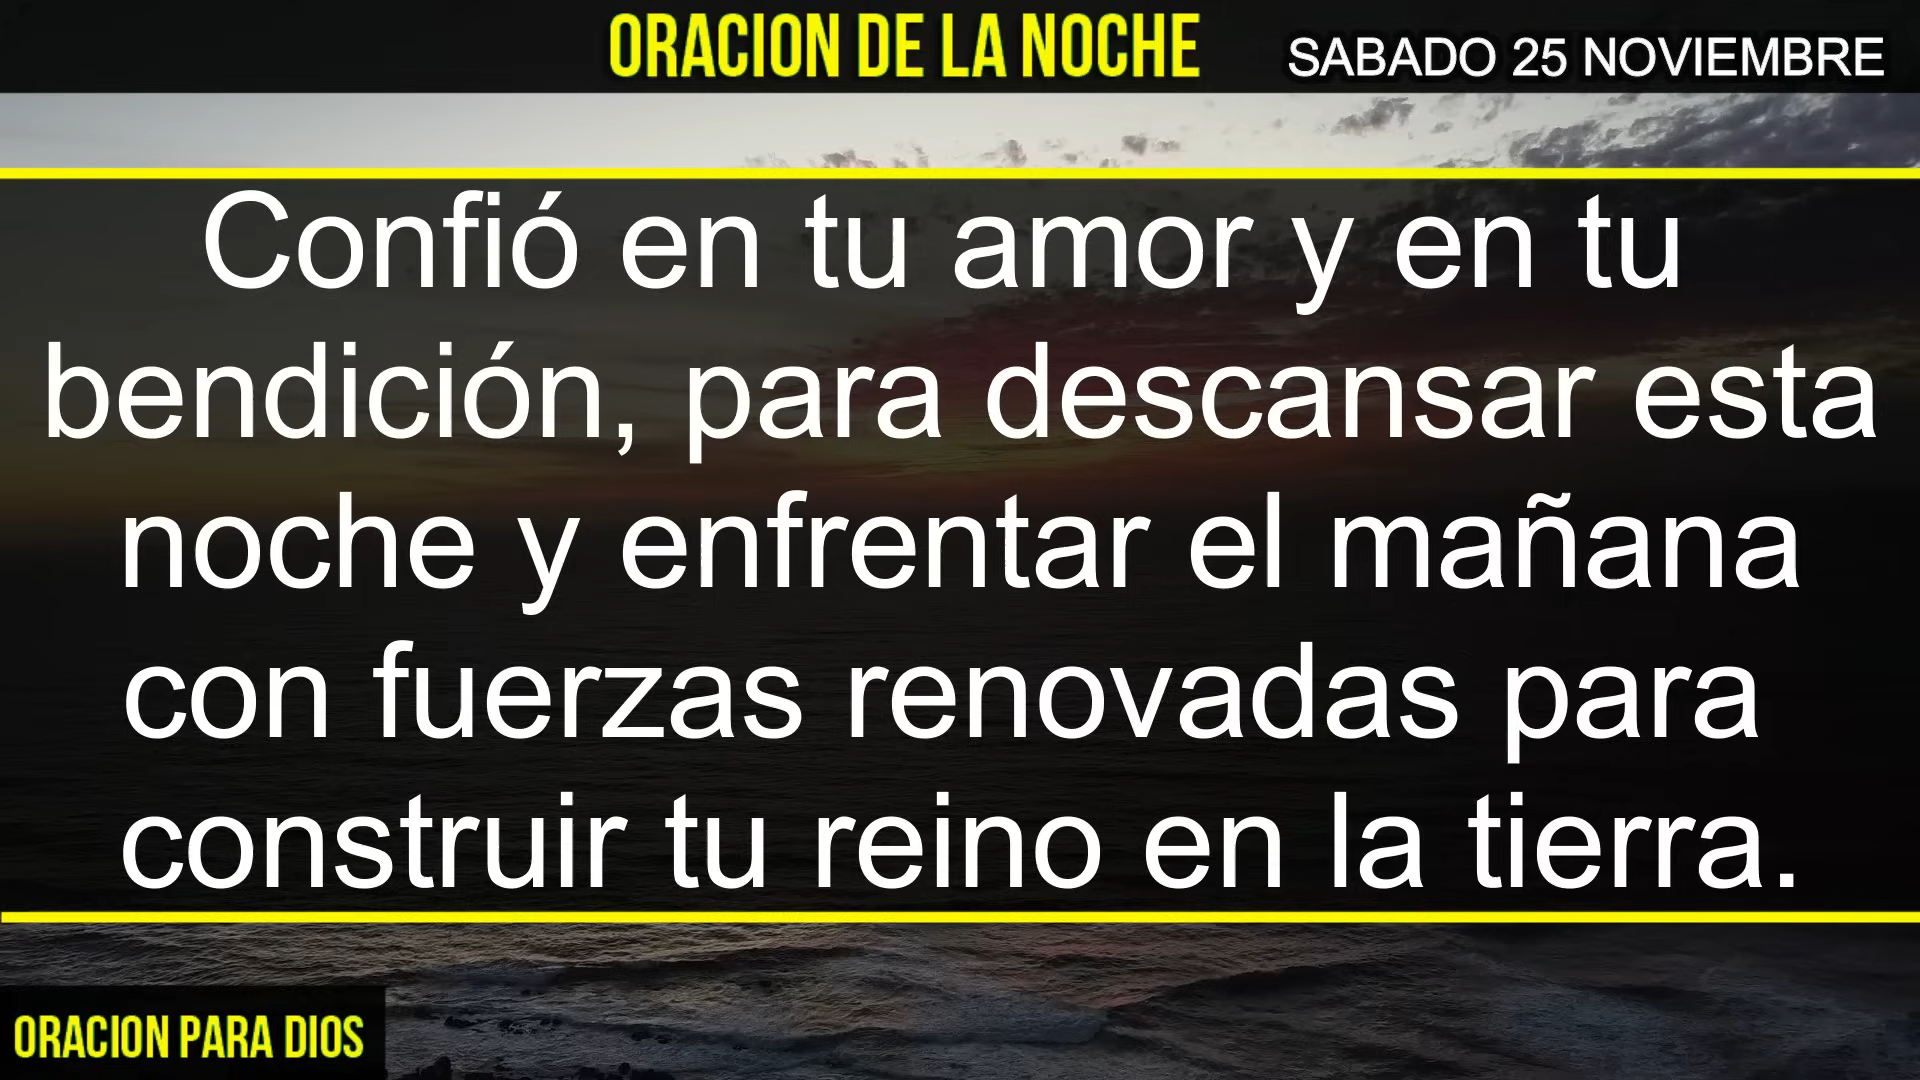 ORACION DE LA NOCHE
SABADO 25 NOVIEMBRE
Confió en tu amor y en tu
bendición, para descansar esta
noche y enfrentar el mañana
con fuerzas renovadas para
construir tu reino en la tierra.
ORACION PARA DIOS